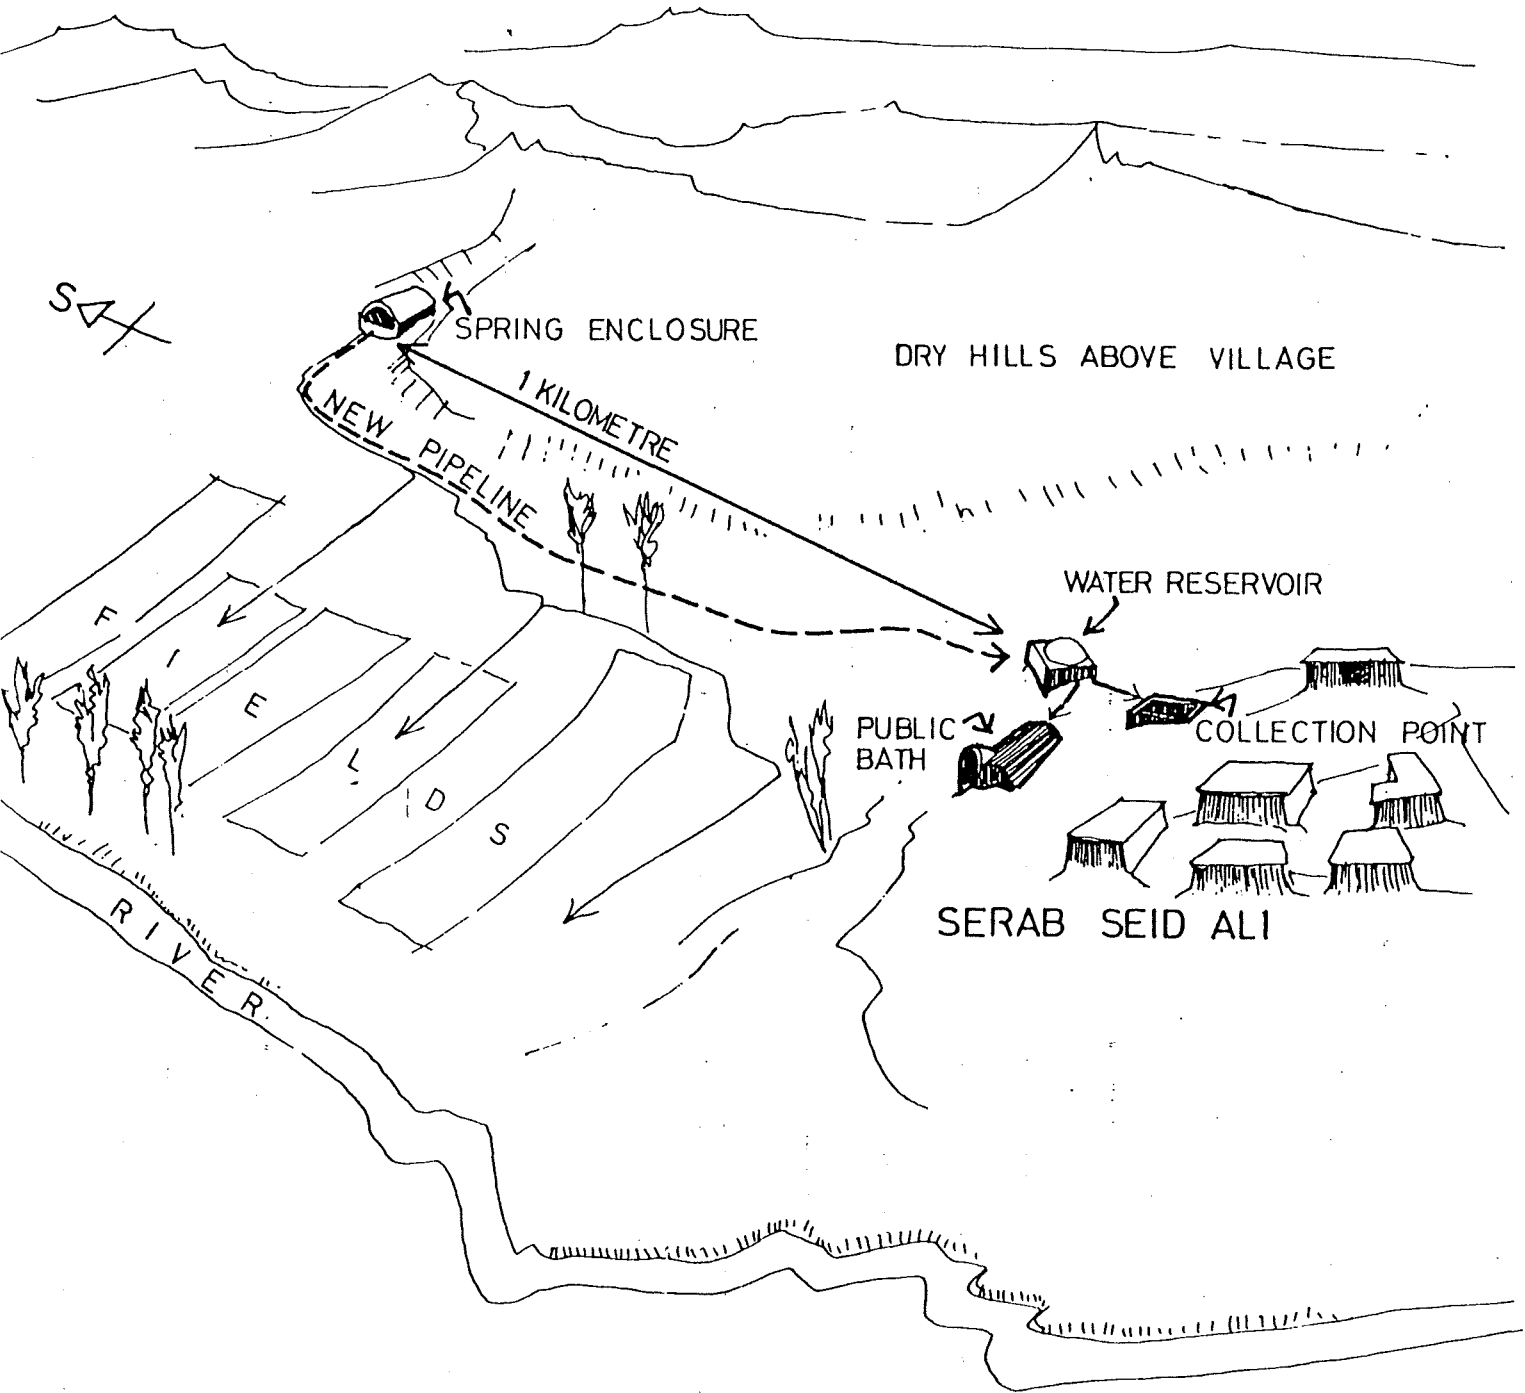 S
SPRING ENCLOSURE
DRY HILLS ABOVE VILLAGE
1 KILOMETRE
NEW PIPELINE
WATER RESERVOIR
FIELDS
PUBLIC
BATH
COLLECTION POINT
SERAB SEID ALI
RIVER